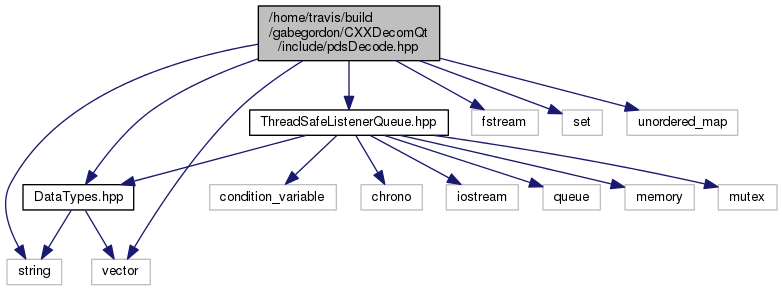 /home/travis/build
/gabegordon/CXXDecomQt
/include/pdsDecode.hpp
ThreadSafeListenerQueue.hpp
fstream
set
unordered_map
DataTypes.hpp
condition_variable
chrono
iostream
queue
memory
mutex
string
vector